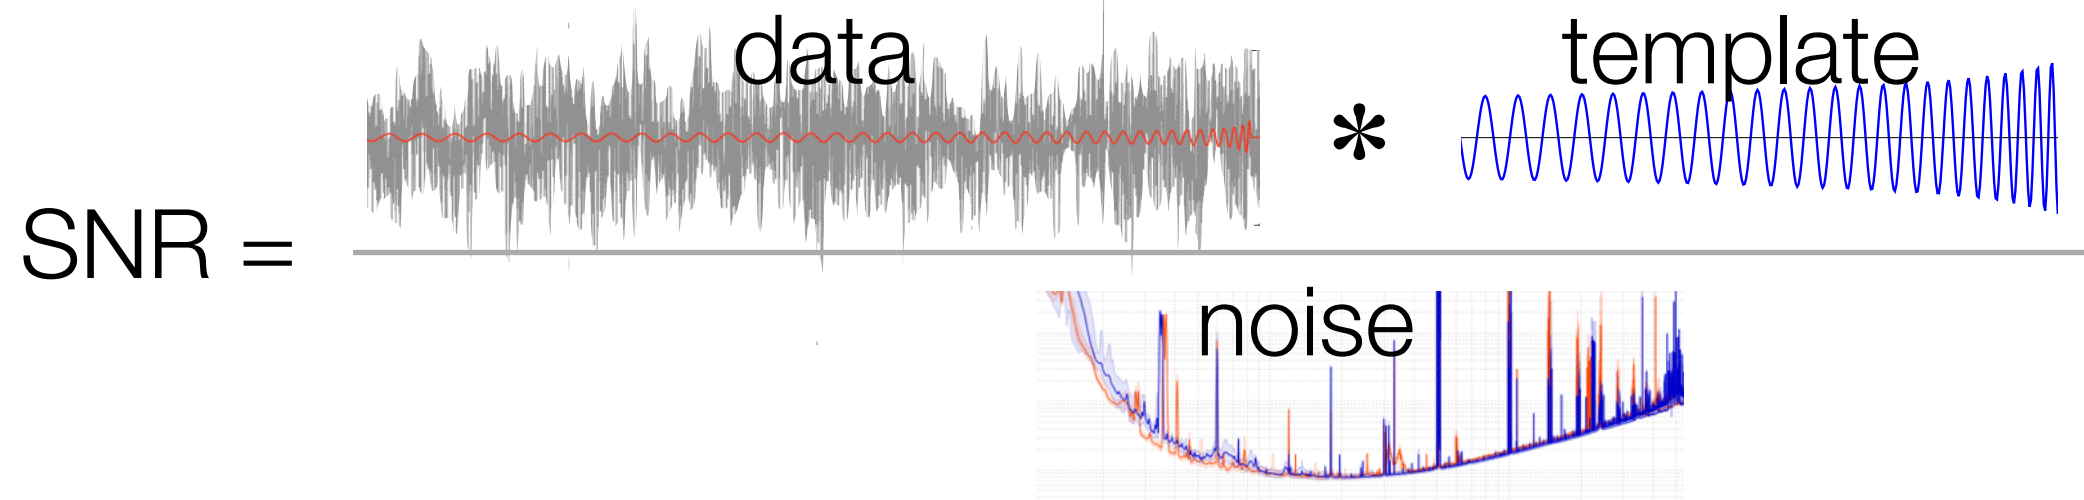 data * template
SNR =
noise